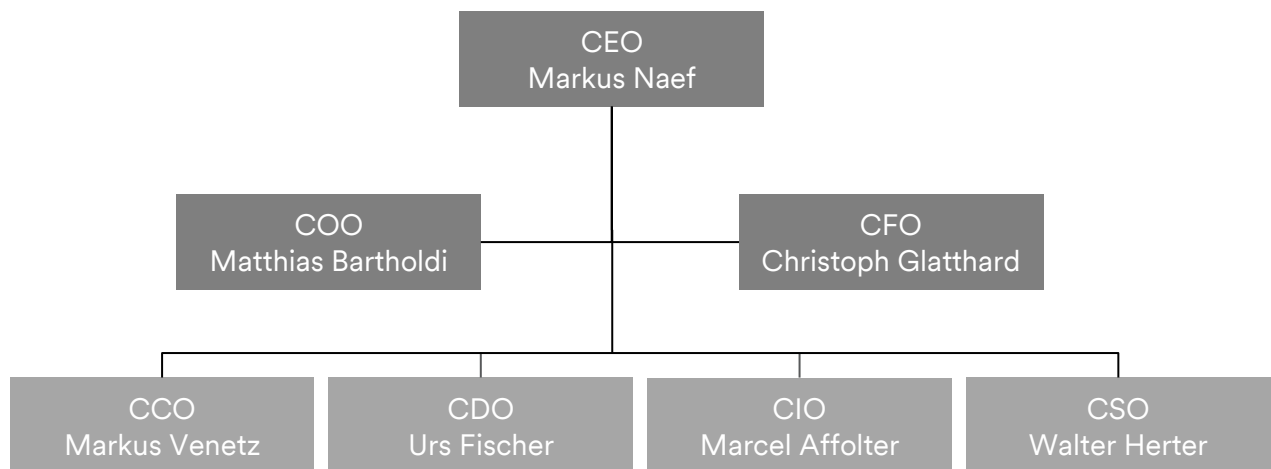 CEO
Markus Naef
COO
Matthias Bartholdi
CFO
Christoph Glatthard
CCO
Markus Venetz
CDO
Urs Fischer
CIO
Marcel Affolter
CSO
Walter Herter